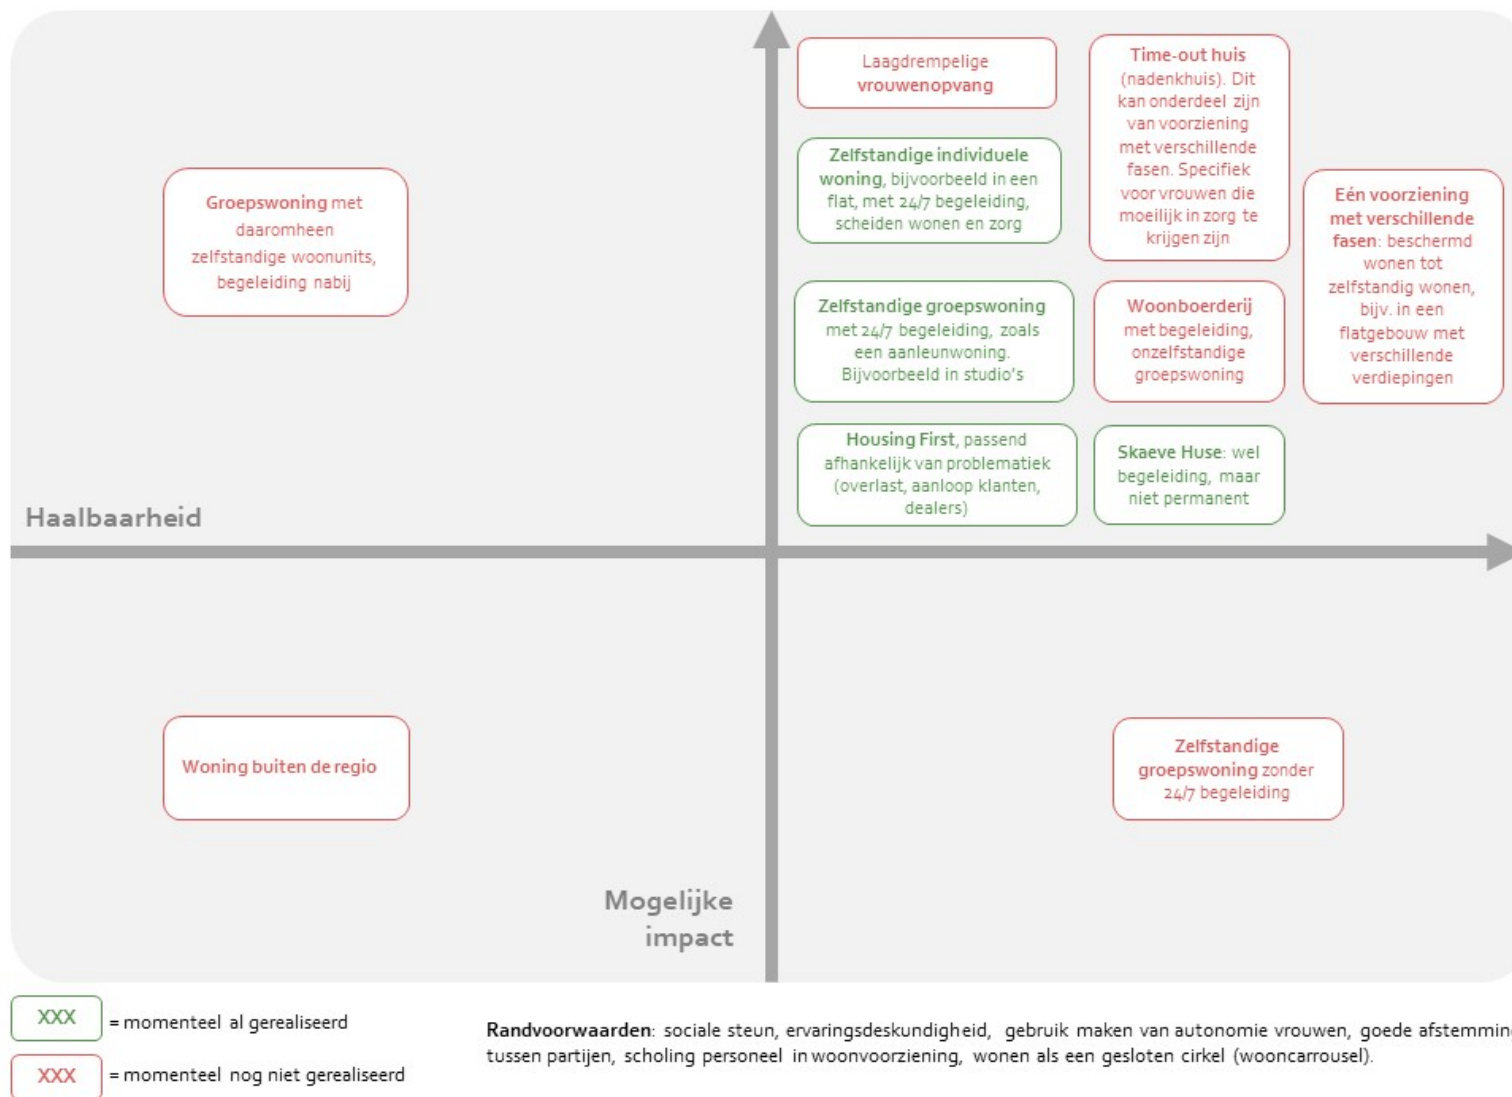 Laagdrempelige
vrouwenopvang
Time-out huis
(nadenkhuis). Dit
kan onderdeel zijn
van voorziening
met verschillende
fasen. Specifiek
voor vrouwen die
moeilijk in zorg te
krijgen zijn
Zelfstandige individuele
woning, bijvoorbeeld in een
flat, met 24/7 begeleiding,
scheiden wonen en zorg
Groepswoning met
daaromheen
zelfstandige woonunits,
begeleiding nabij
Eén voorziening
met verschillende
fasen: beschermd
wonen tot
zelfstandig wonen,
bijv. in een
flatgebouw met
verschillende
verdiepingen
Zelfstandige groepswoning
met 24/7 begeleiding, zoals
een aanleunwoning.
Bijvoorbeeld in studio's
Woonboerderij
met begeleiding,
onzelfstandige
groepswoning
Housing First, passend
afhankelijk van problematiek
(overlast, aanloop klanten,
dealers)
Skaeve Huse: wel
begeleiding, maar
niet permanent
Haalbaarheid
Woning buiten de regio
Zelfstandige
groepswoning zonder
24/7 begeleiding
Mogelijke
impact
XXX = momenteel al gerealiseerd
XXX = momenteel nog niet gerealiseerd
Randvoorwaarden: sociale steun, ervaringsdeskundigheid, gebruik maken van autonomie vrouwen, goede afstemmin
tussen partijen, scholing personeel in woonvoorziening, wonen als een gesloten cirkel (wooncarrousel).